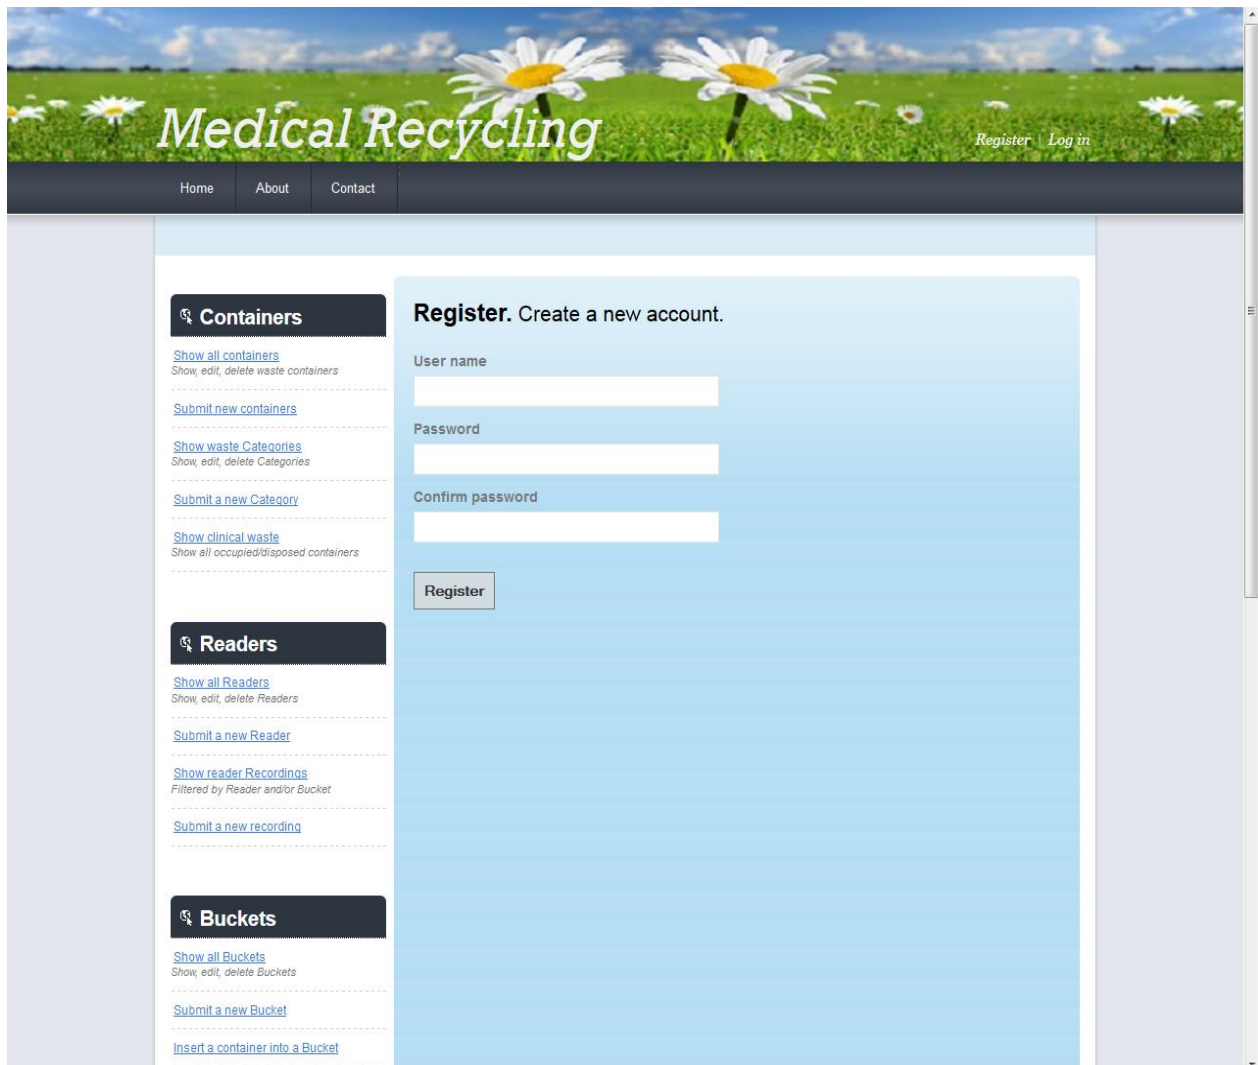 Medical Recycling
Register | Log in
Home About Contact
Containers
Show all containers
Show, edit, delete waste containers
Submit new containers
Show waste Categories
Show, edit, delete Categories
Submit a new Category
Show clinical waste
Show all occupied/disposed containers
Readers
Show all Readers
Show, edit, delete Readers
Submit a new Reader
Show reader Recordings
Filtered by Reader and/or Bucket
Submit a new recording
Buckets
Show all Buckets
Show, edit, delete Buckets
Submit a new Bucket
Insert a container into a Bucket
Register. Create a new account.
User name
Password
Confirm password
Register